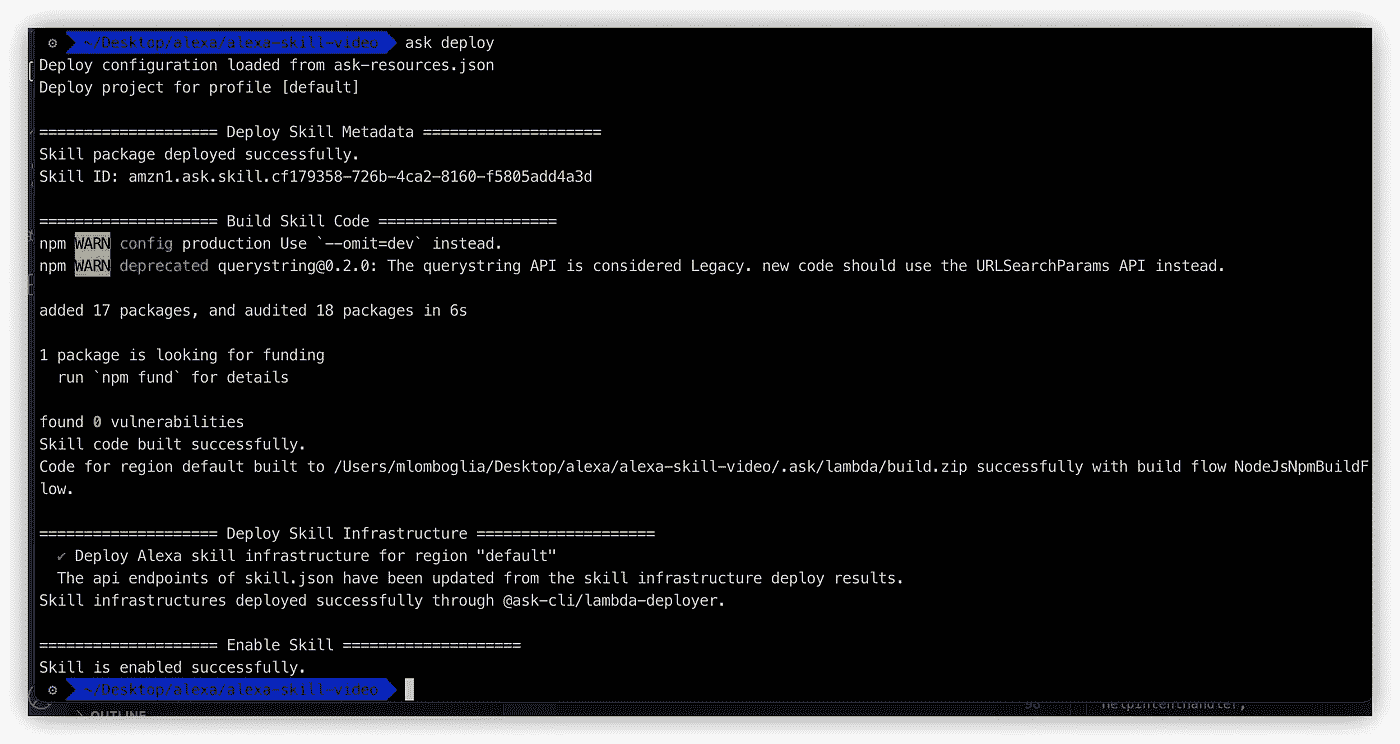 ~/Desktop/alexa/alexa-skill-video ask deploy
Deploy configuration loaded from ask-resources.json
Deploy project for profile [default]
==================== Deploy Skill Metadata ====================
Skill package deployed successfully.
Skill ID: amzn1.ask.skill.cf179358-726b-4ca2-8160-f5805add4a3d
==================== Build Skill Code ====================
npm WARN config production Use `--omit=dev` instead.
npm WARN deprecated querystring@0.2.0: The querystring API is considered Legacy. new code should use the URLSearchParams API instead.
added 17 packages, and audited 18 packages in 6s
1 package is looking for funding
  run `npm fund` for details
found 0 vulnerabilities
Skill code built successfully.
Code for region default built to /Users/mlomboglia/Desktop/alexa/alexa-skill-video/.ask/lambda/build.zip successfully with build flow NodeJsNpmBuildF
low.
==================== Deploy Skill Infrastructure ====================
  ✔ Deploy Alexa skill infrastructure for region "default"
  The api endpoints of skill.json have been updated from the skill infrastructure deploy results.
Skill infrastructures deployed successfully through @ask-cli/lambda-deployer.
==================== Enable Skill ====================
Skill is enabled successfully.
~/Desktop/alexa/alexa-skill-video
OUTLINE